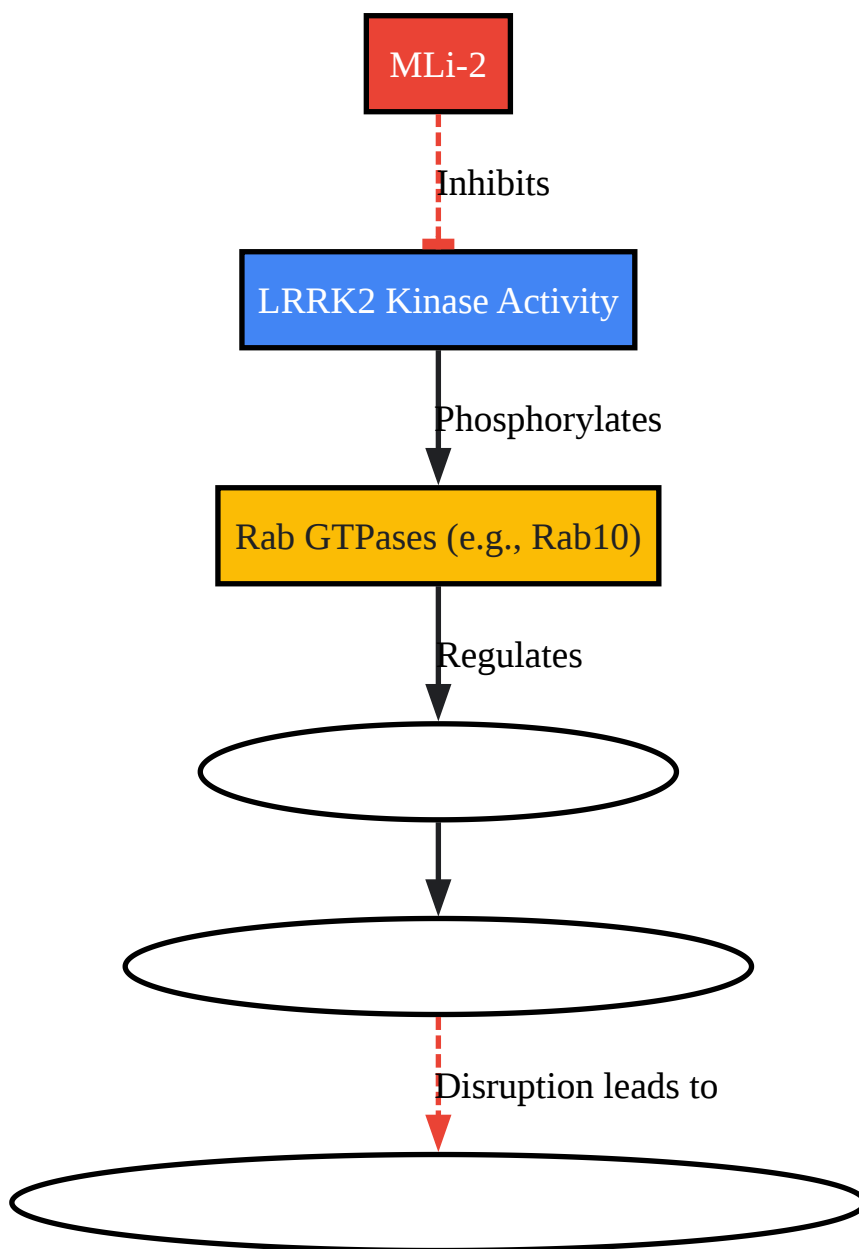 MLi-2
Inhibits
LRRK2 Kinase Activity
Phosphorylates
Rab GTPases (e.g., Rab10)
Regulates
Disruption leads to